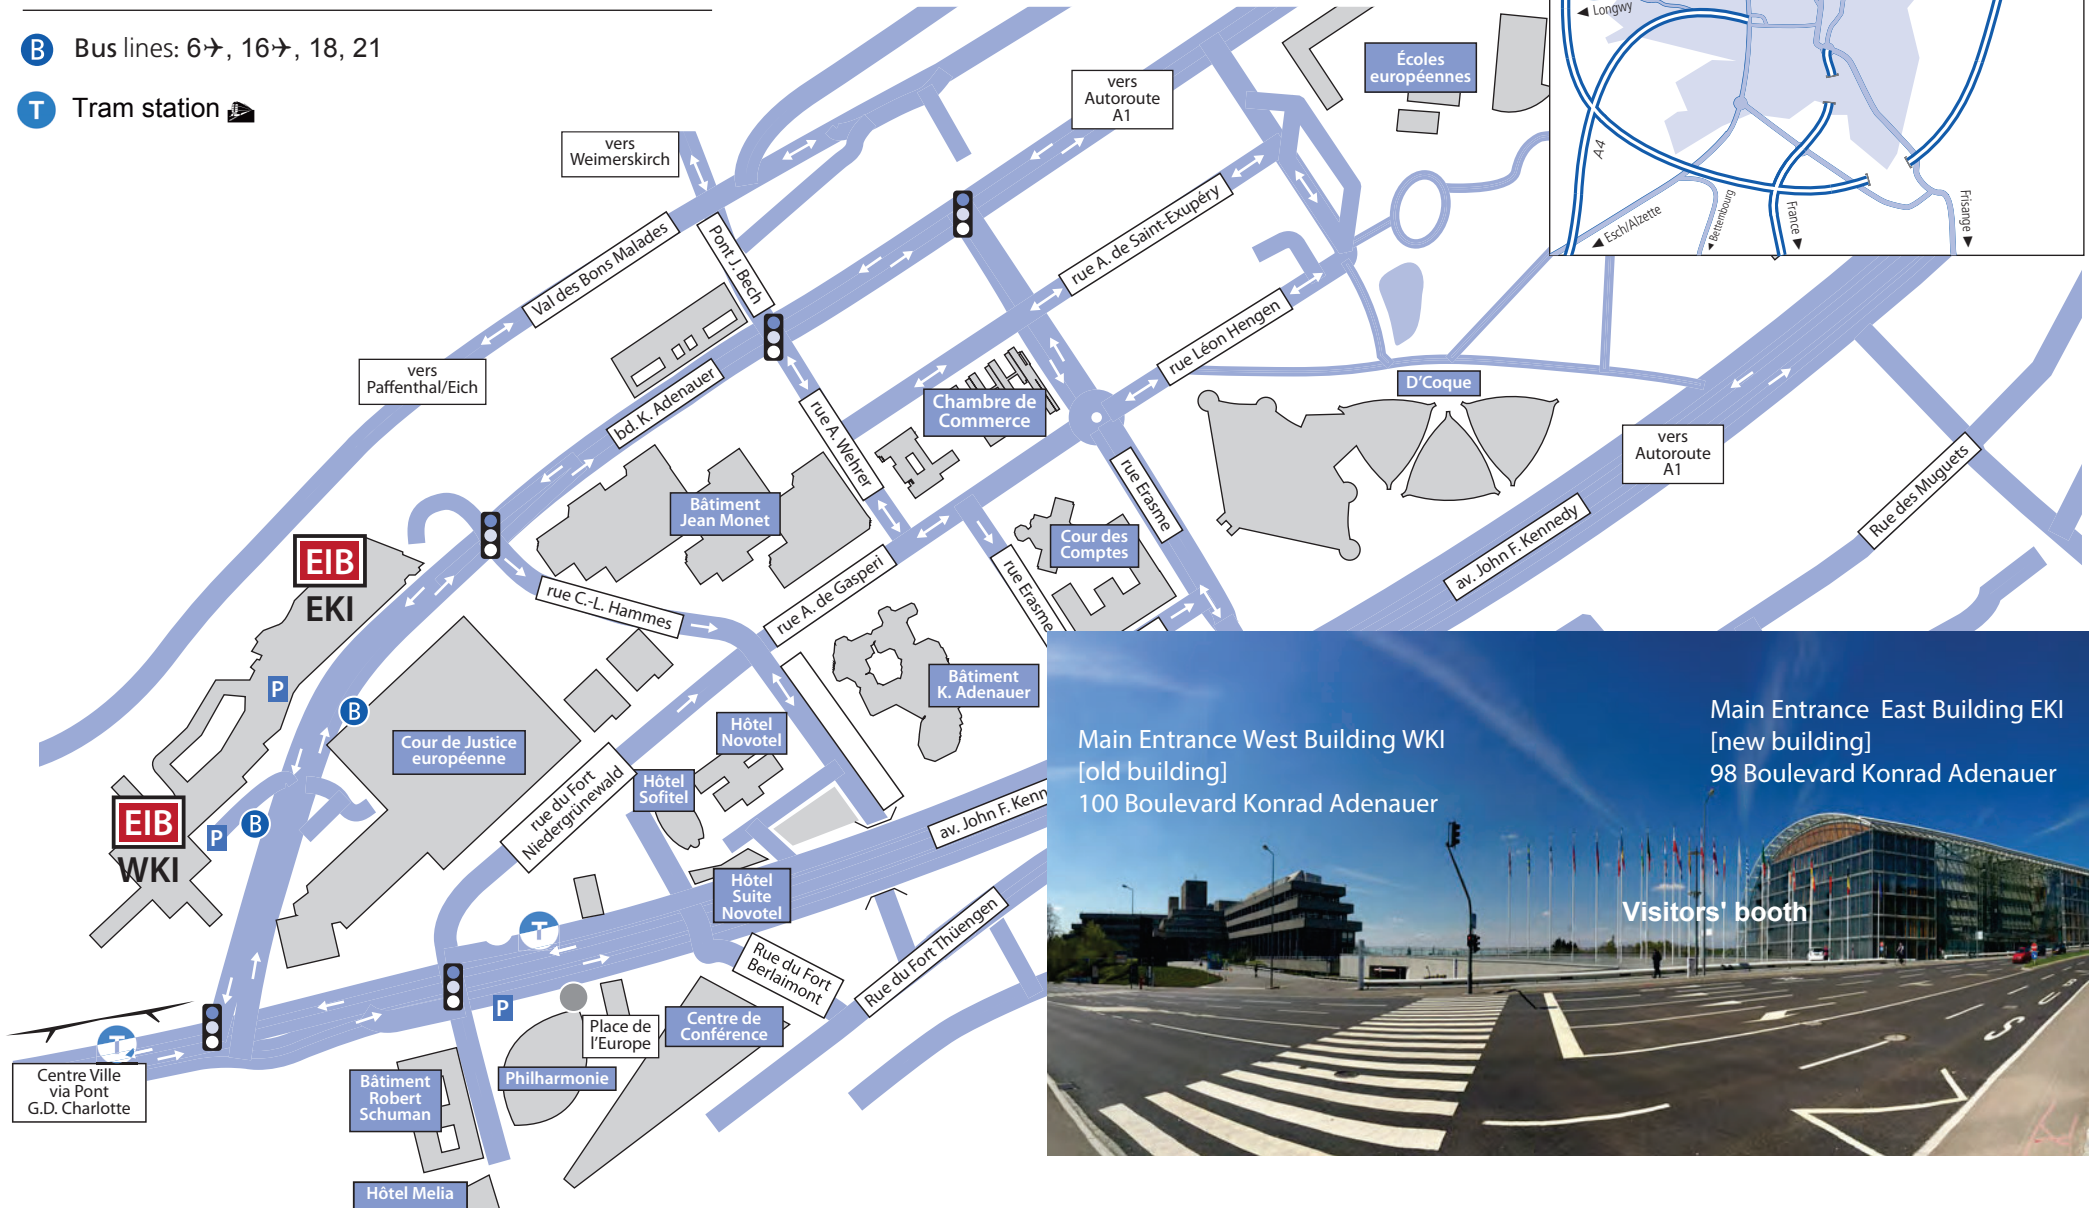 B Bus lines: 6✈, 16✈, 18, 21
T Tram station
Longwy
A4
Esch/Alzette
Bettembourg
France
Frisange
Écoles
européennes
vers
Autoroute
A1
vers
Weimerskirch
Val des Bons Malades
Pont J. Bech
rue A. de Saint-Exupéry
rue Léon Hengen
vers
Paffenthal/Eich
bd. K. Adenauer
rue A. Wehrer
Chambre de
Commerce
D'Coque
vers
Autoroute
A1
Rue des Muguets
rue Erasme
av. John F. Kennedy
Bâtiment
Jean Monet
Cour des
Comptes
EIB
EKI
rue C.-L. Hammes
rue A. de Gasperi
rue Erasme
Bâtiment
K. Adenauer
P
B
Cour de Justice
européenne
Hôtel
Novotel
Hôtel
Sofitel
rue du Fort
Niedergrünewald
EIB
WKI
P
B
av. John F. Kenn
Hôtel
Suite
Novotel
T
Rue du Fort
Berlaimont
Rue du Fort Thüengen
P
Place de
l'Europe
Centre de
Conférence
Philharmonie
T
Centre Ville
via Pont
G.D. Charlotte
Bâtiment
Robert
Schuman
Hôtel Melia
Main Entrance West Building WKI
[old building]
100 Boulevard Konrad Adenauer
Main Entrance East Building EKI
[new building]
98 Boulevard Konrad Adenauer
Visitors' booth
BUS